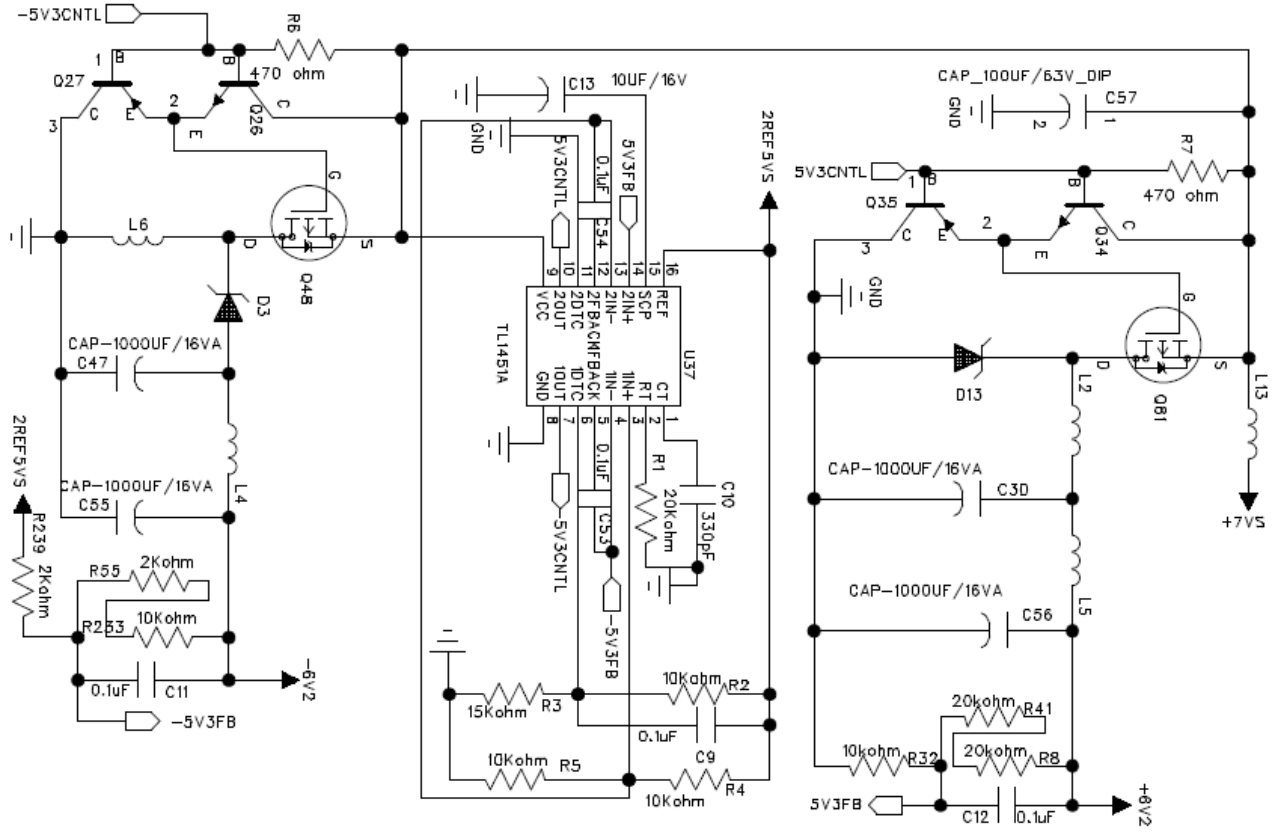 -5V3CNTL
R6
470 ohm
1
B
B
Q27
2
C
E
E
Q26
C
3
G
L6
D
S
Q48
D3
CAP-1000UF/16VA
C47
2REF5VS
CAP-1000UF/16VA
C55
L4
R239
2Kohm
R55
2Kohm
R233
10Kohm
0.1uF
C11
-6V2
-5V3FB
C13
10UF/16V
GND
5V3CNTL
0.1uF
C54
5V3FB
2REF5VS
9
10
11
12
13
14
15
16
VCC
2OUT
2DTC
2FBACK
2IN-
2IN+
SCP
REF
TL1451A
U37
GND
1OUT
1DTC
MFBACK
1IN-
1IN+
RT
CT
8
7
6
5
4
3
2
1
-5V3CNTL
0.1uF
C53
R1
20Kohm
C10
330pF
-5V3FB
15Kohm
R3
10Kohm
R2
0.1uF
C9
10Kohm
R5
10Kohm
R4
CAP_100UF/63V_DIP
C57
GND
2
1
R7
470 ohm
5V3CNTL
1
B
B
Q35
2
C
E
E
Q34
C
3
GND
G
D
S
Q81
D13
L2
L13
+7VS
CAP-1000UF/16VA
C30
CAP-1000UF/16VA
C56
L5
20kohm
R41
10kohm
R32
20kohm
R8
5V3FB
C12
0.1uF
+6V2